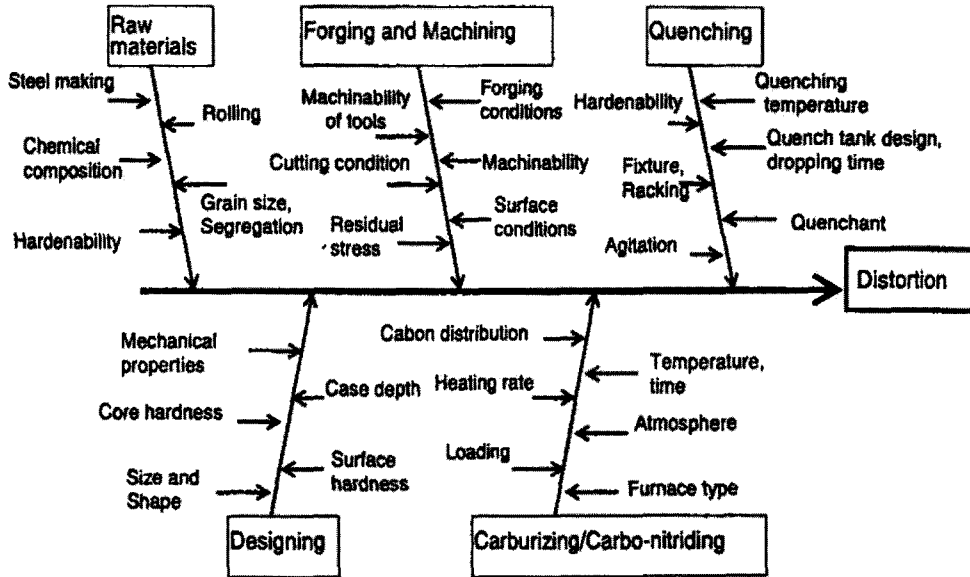 Raw
materials
Forging and Machining
Quenching
Steel making
Rolling
Chemical
composition
Grain size,
Segregation
Hardenability
Machinability
of tools
Forging
conditions
Cutting condition
Machinability
Residual
stress
Surface
conditions
Hardenability
Quenching
temperature
Quench tank design,
dropping time
Fixture,
Racking
Quenchant
Agitation
Distortion
Mechanical
properties
Case depth
Core hardness
Surface
hardness
Size and
Shape
Designing
Cabon distribution
Temperature,
time
Heating rate
Atmosphere
Loading
Furnace type
Carburizing/Carbo-nitriding